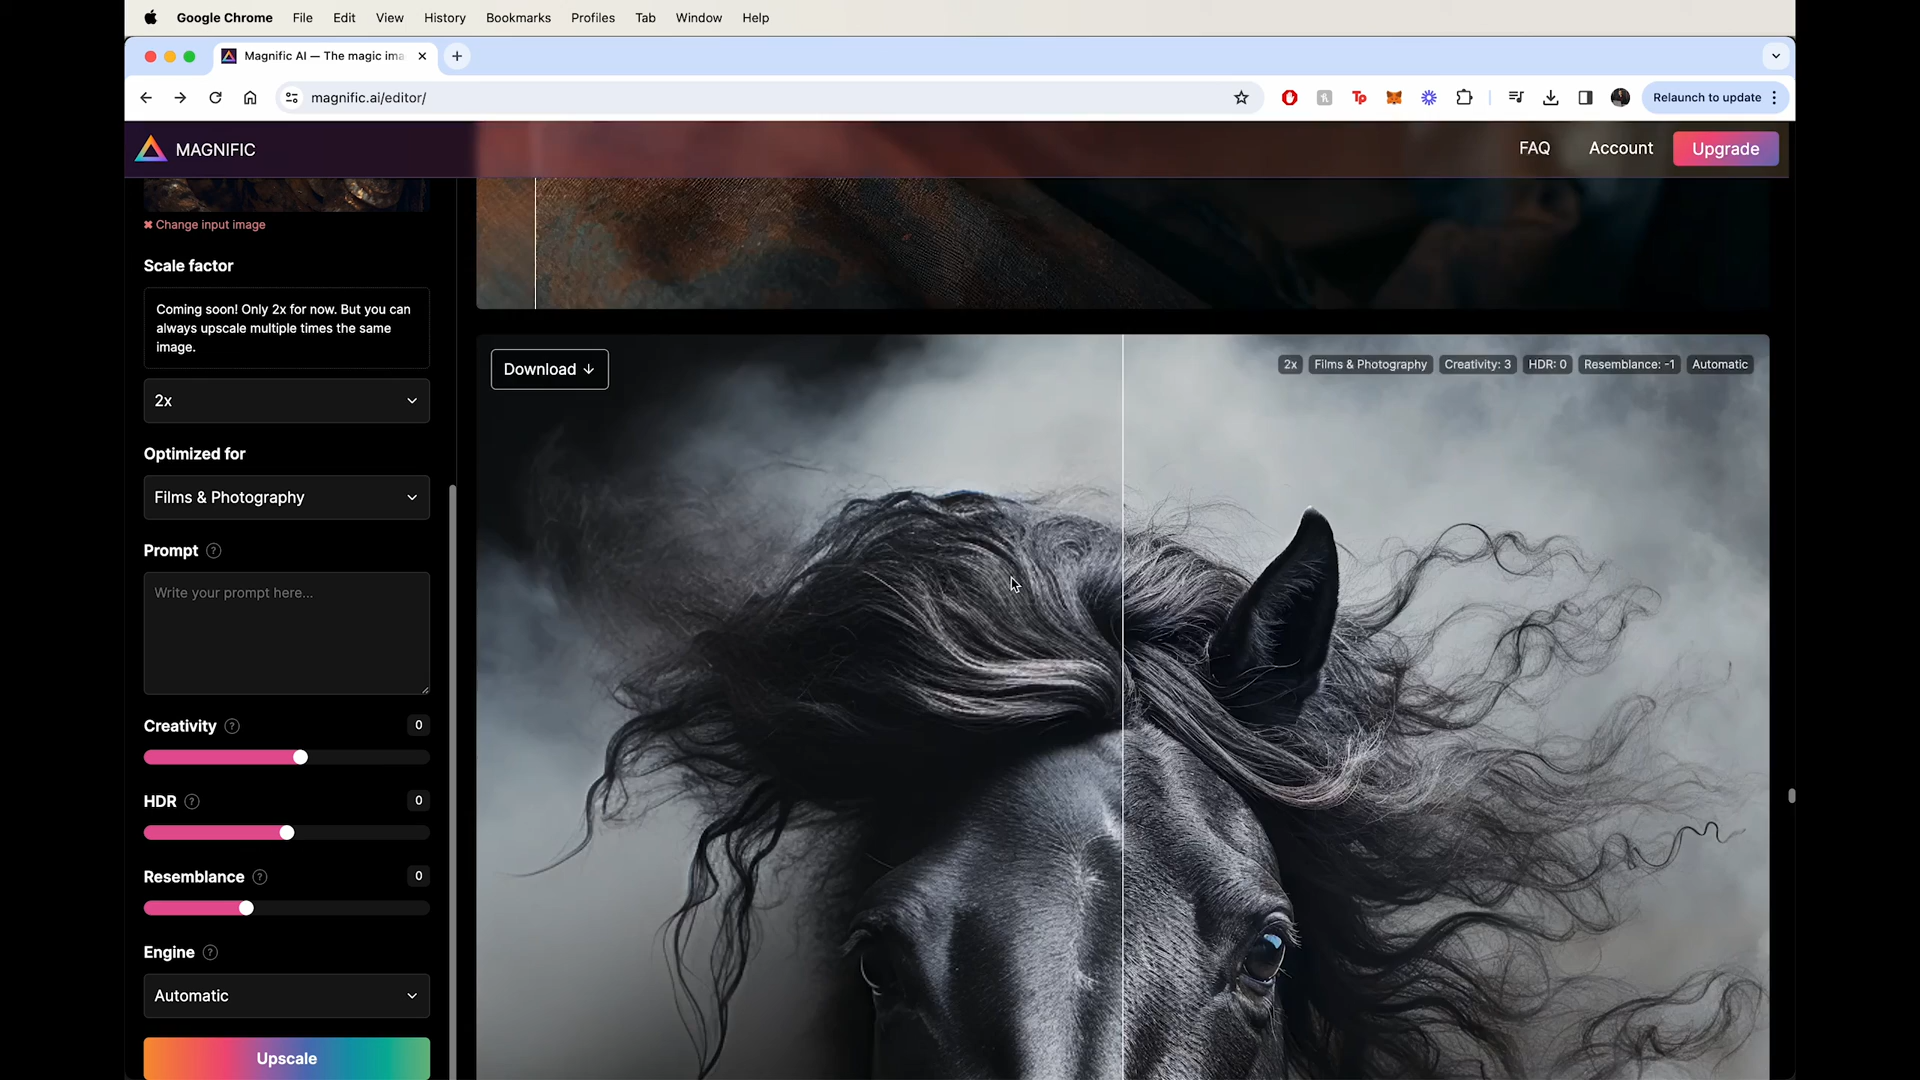 Google Chrome File Edit View History Bookmarks Profiles Tab Window Help
Magnific AI — The magic ima
magnific.ai/editor/
Tp
Relaunch to update
MAGNIFIC
FAQ Account Upgrade
✖ Change input image
Scale factor
Coming soon! Only 2x for now. But you can
always upscale multiple times the same
image.
2x
Optimized for
Films & Photography
Prompt ?
Write your prompt here...
Creativity ? 0
HDR ? 0
Resemblance ? 0
Engine ?
Automatic
Upscale
Download ↓
2x Films & Photography Creativity: 3 HDR: 0 Resemblance: -1 Automatic